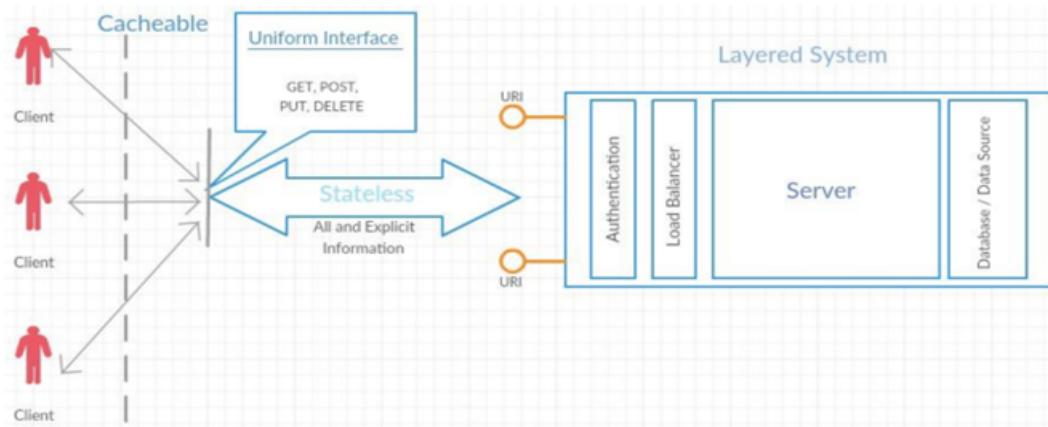 Cacheable
Client
Client
Client
Uniform Interface
GET, POST,
PUT, DELETE
Stateless
All and Explicit
Information
Layered System
URI
URI
Authentication
Load Balancer
Server
Database / Data Source